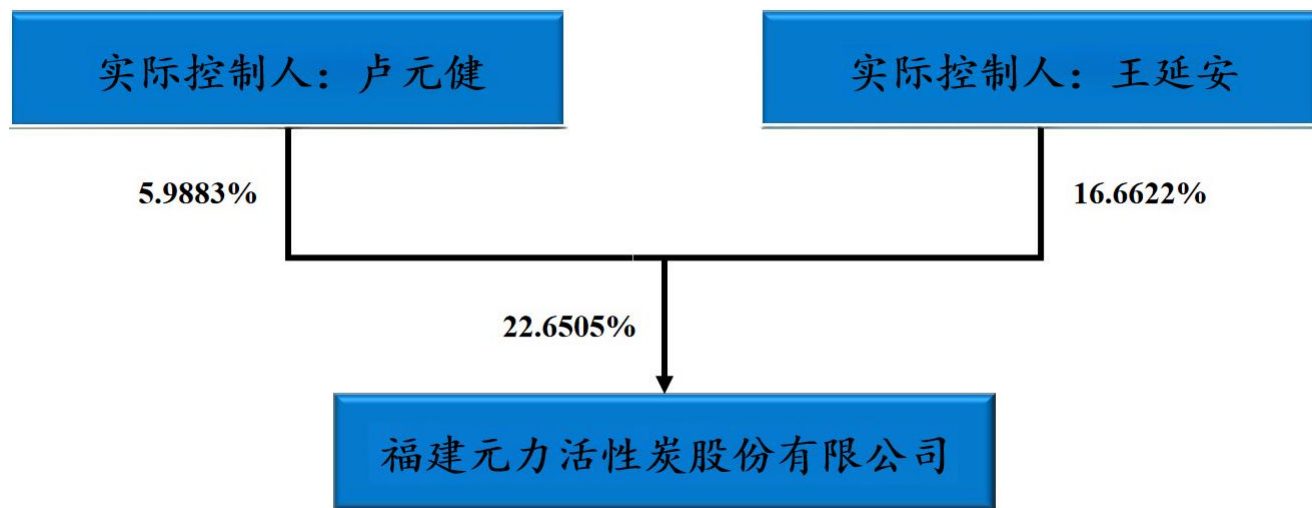 实际控制人：卢元健
实际控制人：王延安
5.9883%
16.6622%
22.6505%
福建元力活性炭股份有限公司